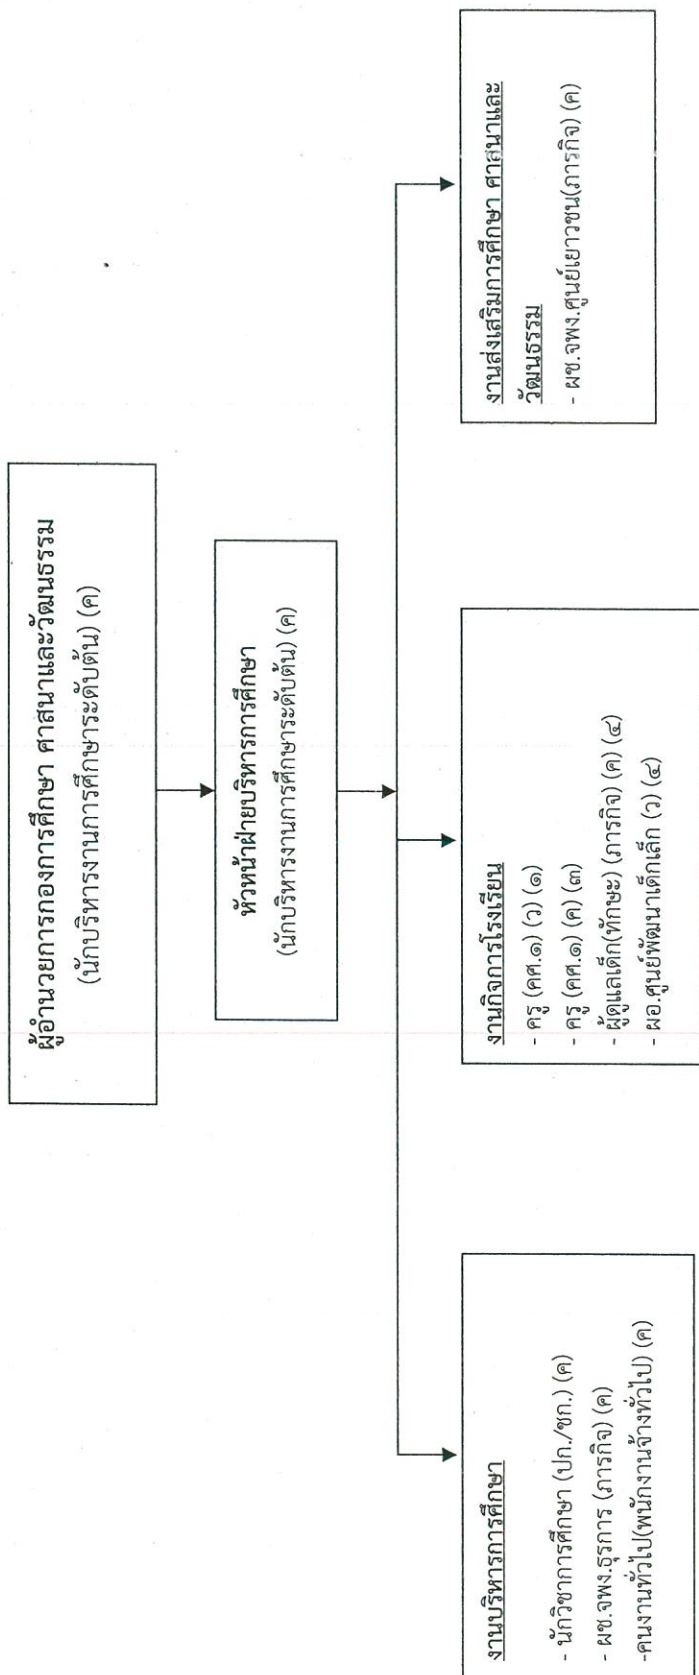 ผู้อำนวยการกองการศึกษา ศาสนาและวัฒนธรรม
(นักบริหารงานการศึกษาระดับต้น) (ค)
หัวหน้าฝ่ายบริหารการศึกษา
(นักบริหารงานการศึกษาระดับต้น) (ค)
งานบริหารการศึกษา
- นักวิชาการศึกษา (ปก./ชก.) (ค)
- ผช.จพง.ธุรการ (ภารกิจ) (ค)
-คนงานทั่วไป(พนักงานจ้างทั่วไป) (ค)
งานกิจการโรงเรียน
- ครู (คศ.๑) (ว) (๑)
- ครู (คศ.๑) (ค) (๓)
- ผู้ดูแลเด็ก(ทักษะ) (ภารกิจ) (ค) (๔)
- ผอ.ศูนย์พัฒนาเด็กเล็ก (ว) (๔)
งานส่งเสริมการศึกษา ศาสนาและ
วัฒนธรรม
- ผช.จพง.ศูนย์เยาวชน(ภารกิจ) (ค)